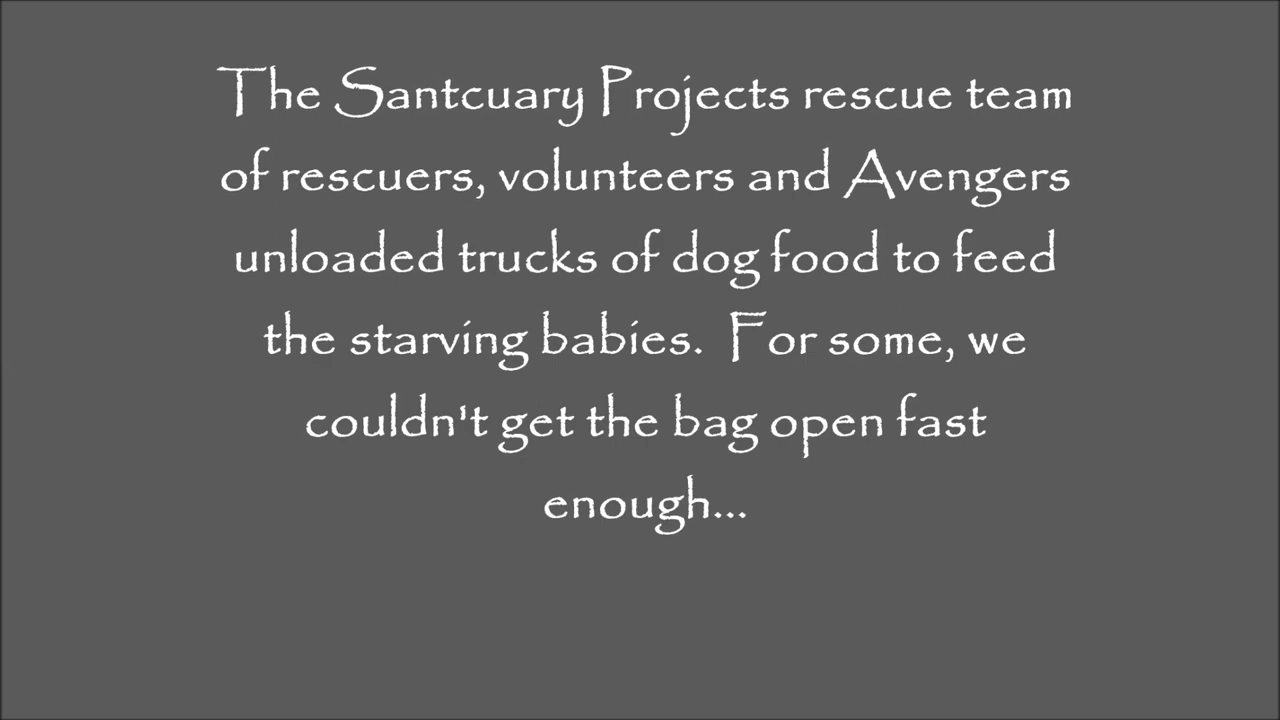 The Santcuary Projects rescue team
of rescuers, volunteers and Avengers
unloaded trucks of dog food to feed
the starving babies.  For some, we
couldn't get the bag open fast
enough...